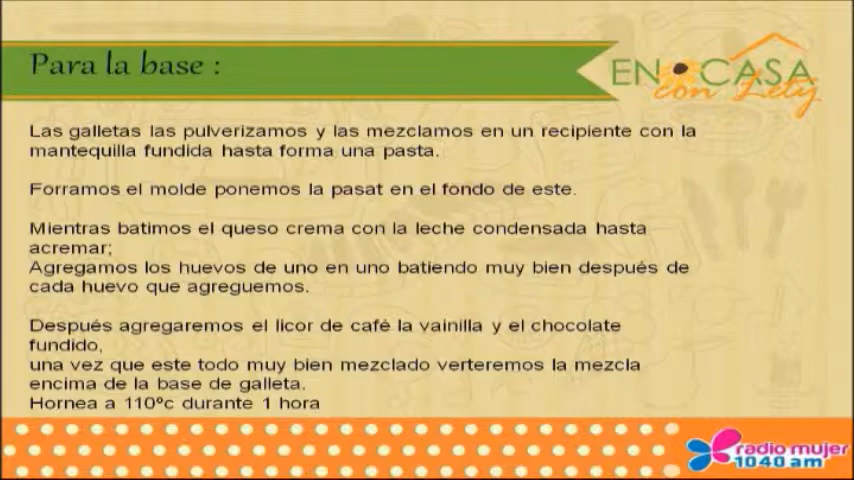 Para la base :
EN CASA
con Lety
Las galletas las pulverizamos y las mezclamos en un recipiente con la
mantequilla fundida hasta forma una pasta.
Forramos el molde ponemos la pasat en el fondo de este.
Mientras batimos el queso crema con la leche condensada hasta
acremar;
Agregamos los huevos de uno en uno batiendo muy bien después de
cada huevo que agreguemos.
Después agregaremos el licor de café la vainilla y el chocolate
fundido,
una vez que este todo muy bien mezclado verteremos la mezcla
encima de la base de galleta.
Hornea a 110ºc durante 1 hora
radio mujer
1040 am